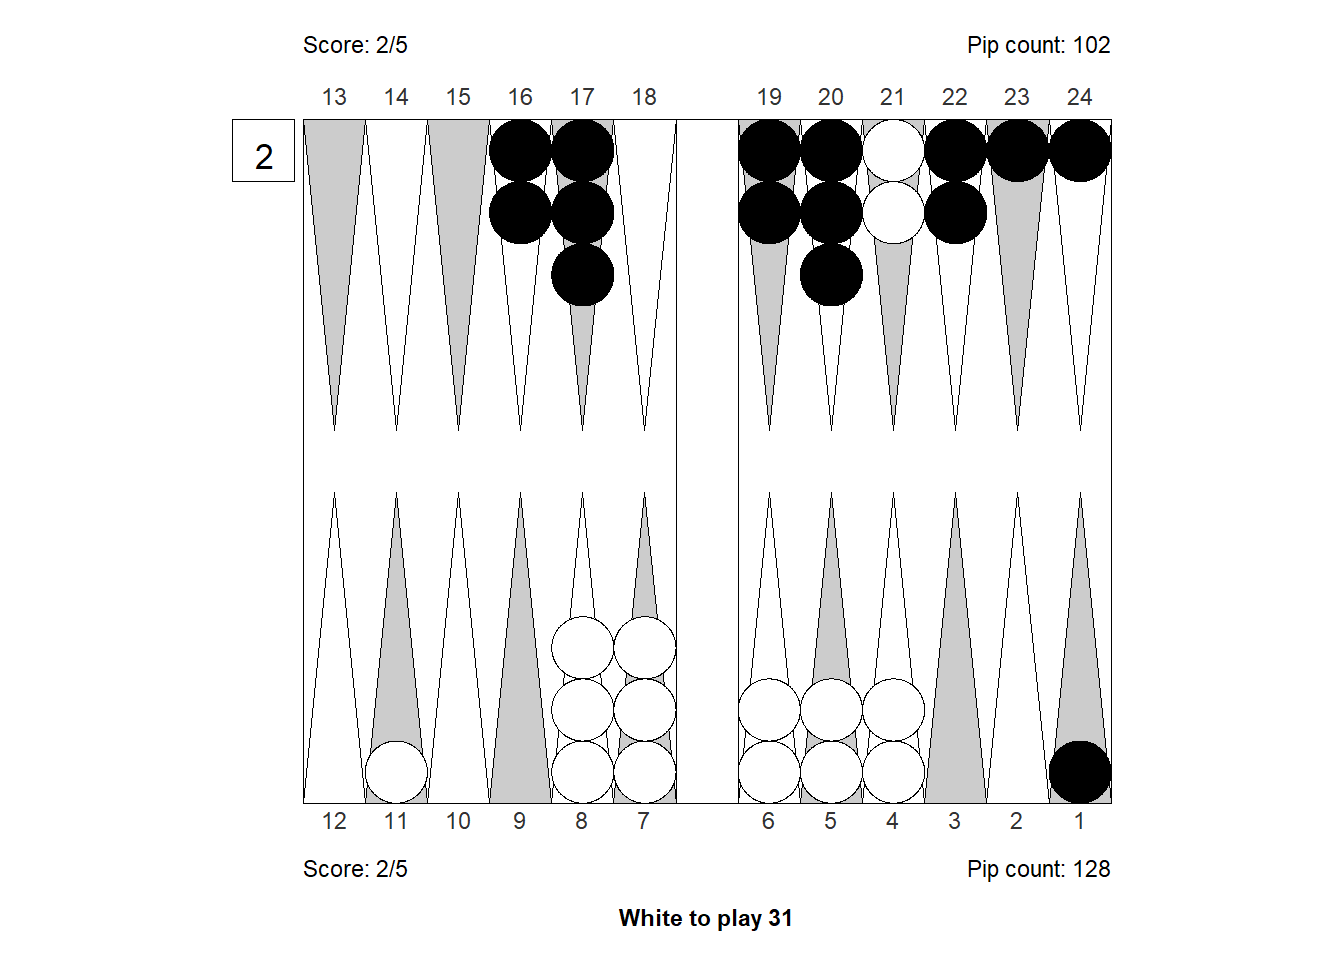 Score: 2/5 Pip count: 102
13 14 15 16 17 18 19 20 21 22 23 24
2
12 11 10 9 8 7 6 5 4 3 2 1
Score: 2/5 Pip count: 128
White to play 31